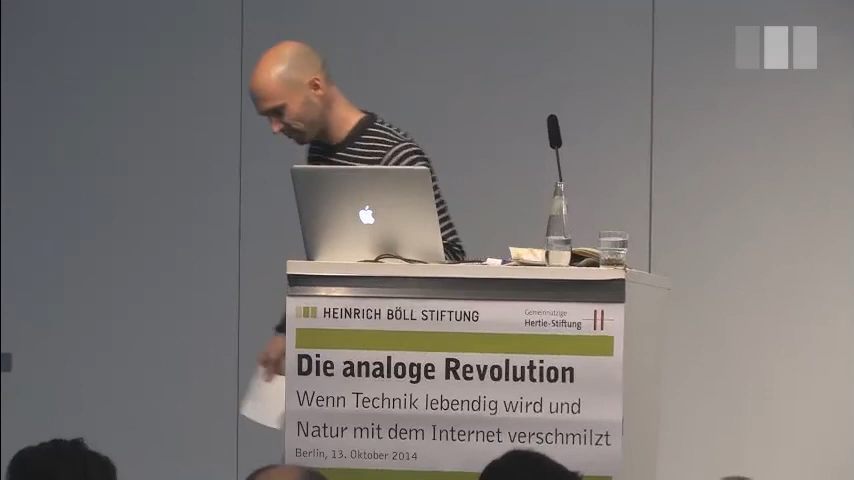 HEINRICH BÖLL STIFTUNG
Gemeinnützige
Hertie-Stiftung
Die analoge Revolution
Wenn Technik lebendig wird und
Natur mit dem Internet verschmilzt
Berlin, 13. Oktober 2014